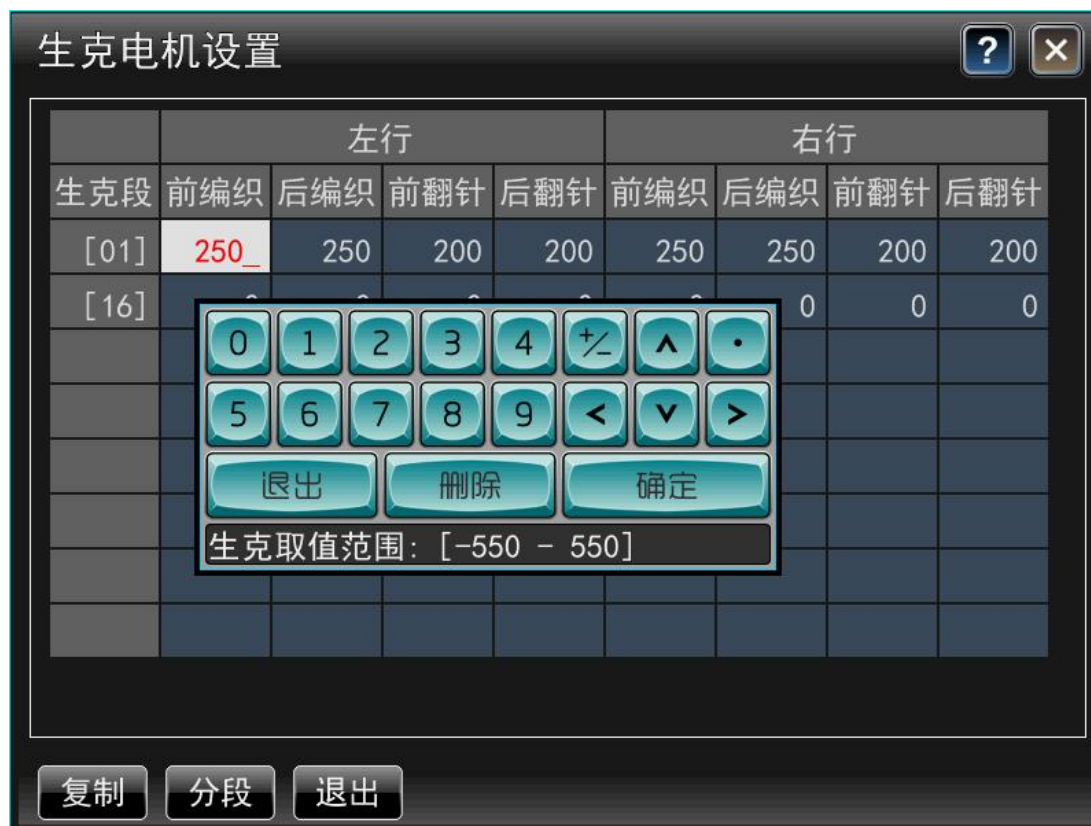 生克电机设置 ? ×
左行 右行
生克段 前编织 后编织 前翻针 后翻针 前编织 后编织 前翻针 后翻针
[01] 250_ 250 200 200 250 250 200 200
[16] 0 0 0
0 1 2 3 4 +/- ∧ ·
5 6 7 8 9 < ∨ >
退出 删除 确定
生克取值范围: [-550 - 550]
复制 分段 退出